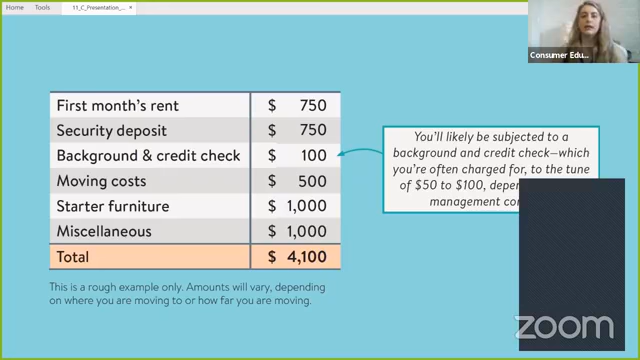 Home Tools 11_C_Presentation_... ×
Consumer Edu...
First month's rent $ 750
Security deposit $ 750
Background & credit check $ 100
Moving costs $ 500
Starter furniture $ 1,000
Miscellaneous $ 1,000
Total $ 4,100
This is a rough example only. Amounts will vary, depending
on where you are moving to or how far you are moving.
You'll likely be subjected to a
background and credit check—which
you're often charged for, to the tune
of $50 to $100,
management
zoom